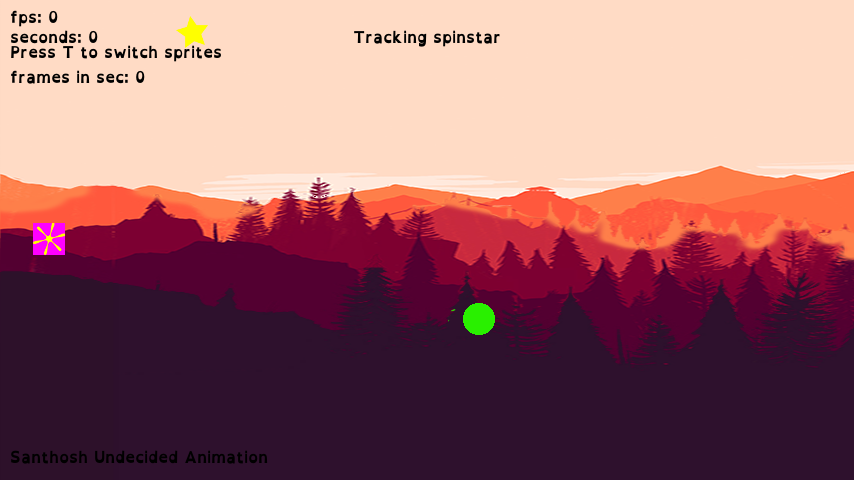 fps: 0
seconds: 0
Tracking spinstar
Press T to switch sprites
frames in sec: 0
Santhosh Undecided Animation